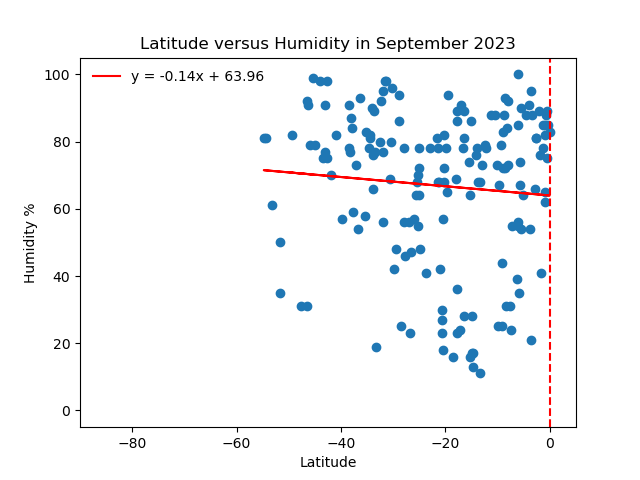 Latitude versus Humidity in September 2023
y = -0.14x + 63.96
Humidity %
100
80
60
40
20
0
−80
−60
−40
−20
0
Latitude